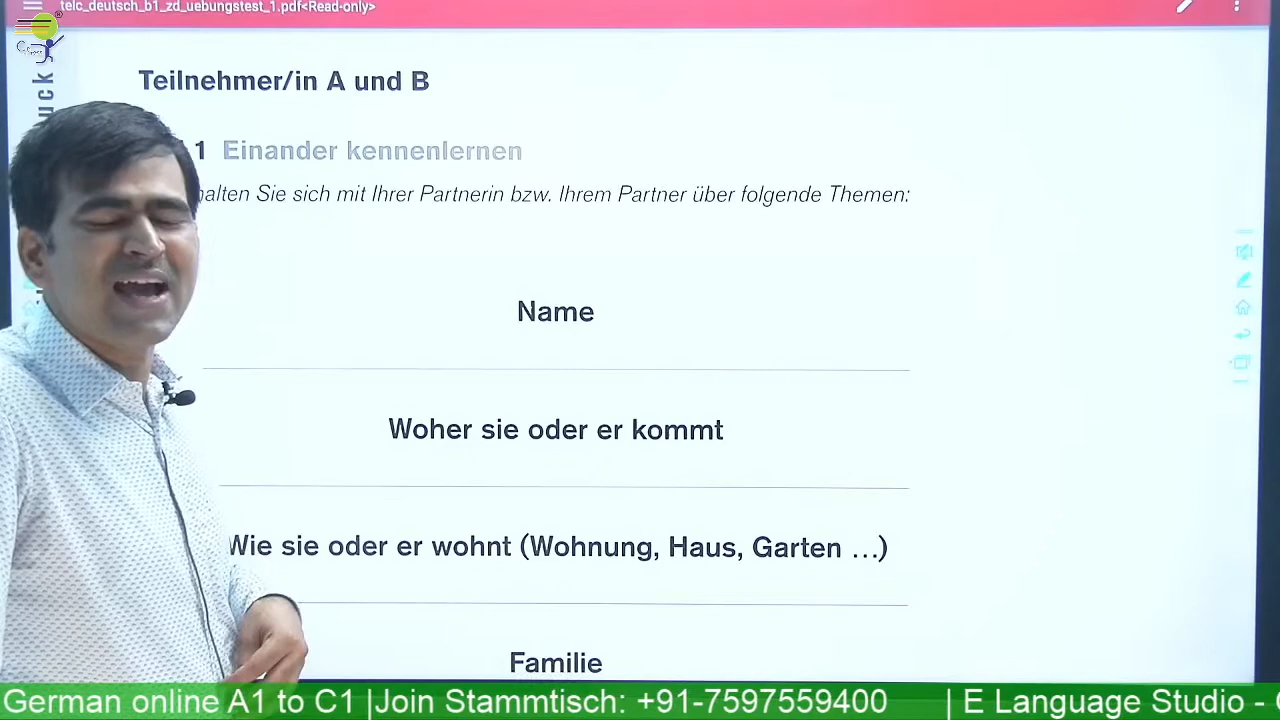 telc_deutsch_b1_zd_uebungstest_1.pdf<Read-only>
Teilnehmer/in A und B
1 Einander kennenlernen
halten Sie sich mit Ihrer Partnerin bzw. Ihrem Partner über folgende Themen:
Name
Woher sie oder er kommt
Wie sie oder er wohnt (Wohnung, Haus, Garten …)
Familie
German online A1 to C1 |Join Stammtisch: +91-7597559400 | E Language Studio -